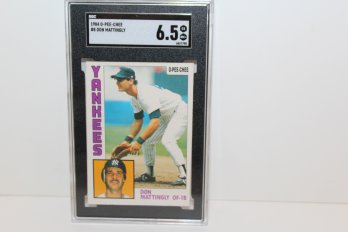 SGC
1984 O-PEE-CHEE
#8 DON MATTINGLY
6.5
O-PEE-CHEE
YANKEES
DON
MATTINGLY OF-1B